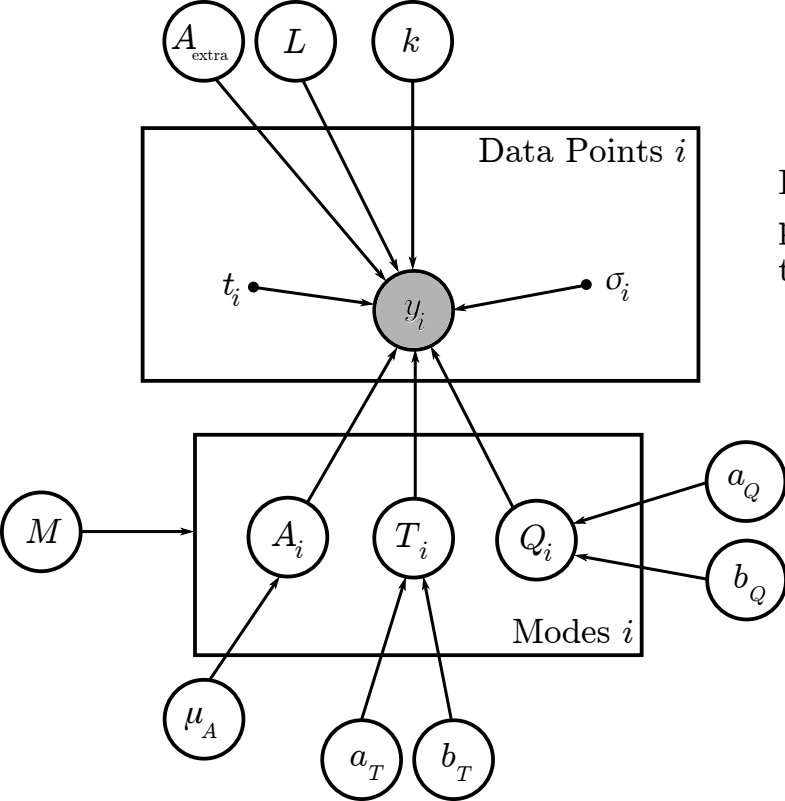 A_extra L k
Data Points i
t_i σ_i
y_i
a_Q
M A_i T_i Q_i
b_Q
Modes i
μ_A
a_T b_T